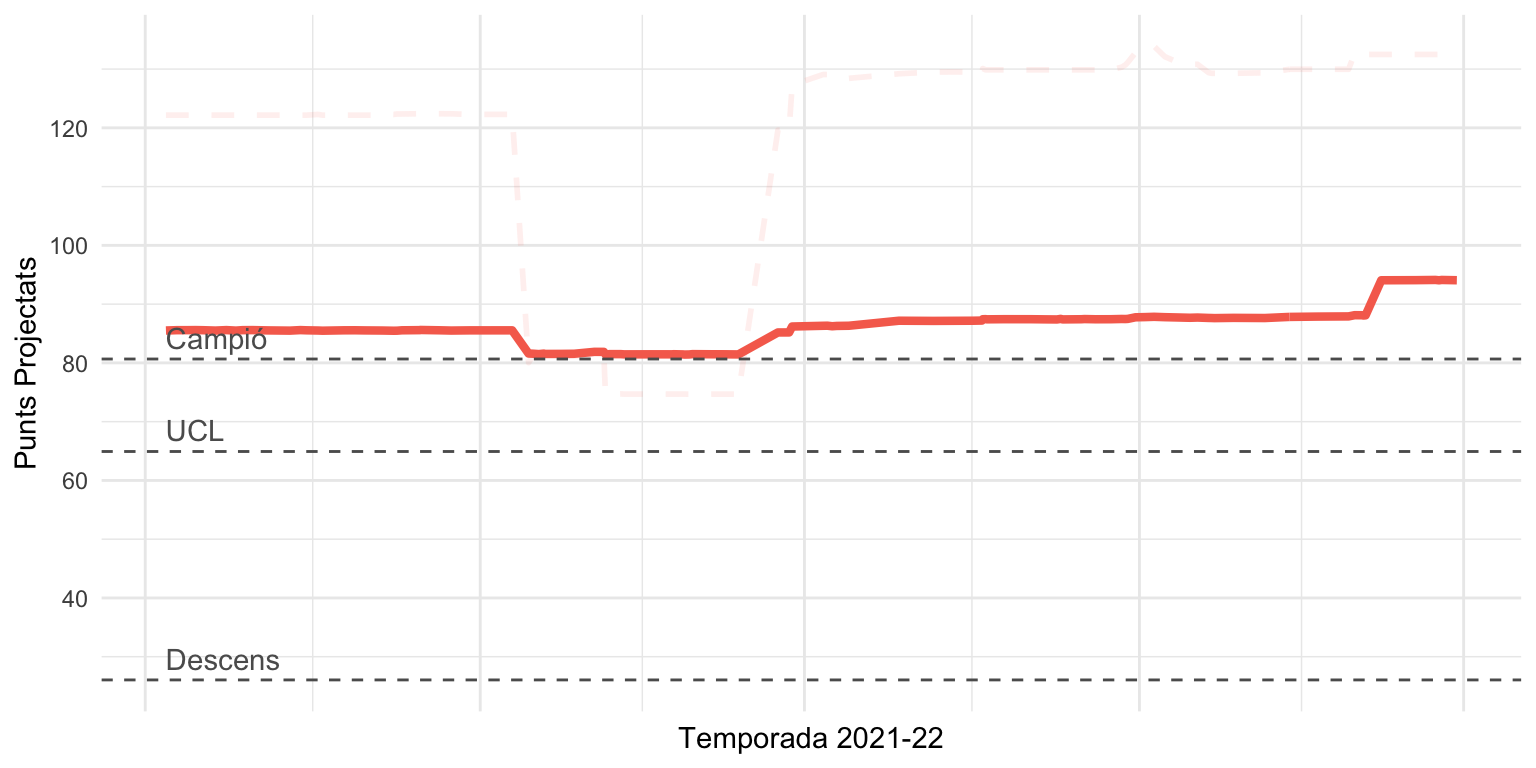 120
100
80
60
40
Punts Projectats
Campió
UCL
Descens
Temporada 2021-22